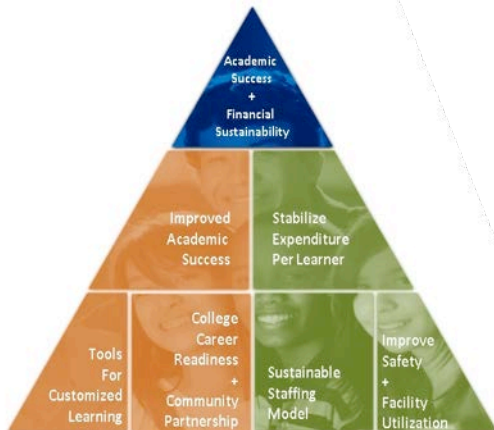 Academic
Success
+
Financial
Sustainability
Improved
Academic
Success
Stabilize
Expenditure
Per Learner
Tools
For
Customized
Learning
College
Career
Readiness
+
Community
Partnership
Sustainable
Staffing
Model
Improve
Safety
+
Facility
Utilization